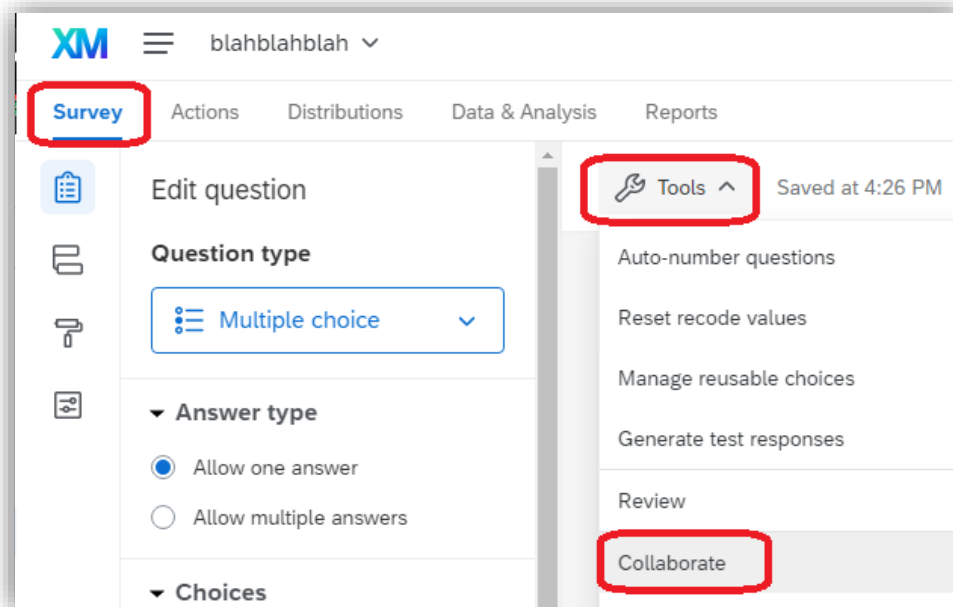 XM blahblahblah
Survey Actions Distributions Data & Analysis Reports
Edit question
Question type
Multiple choice
Answer type
Allow one answer
Allow multiple answers
Choices
Tools Saved at 4:26 PM
Auto-number questions
Reset recode values
Manage reusable choices
Generate test responses
Review
Collaborate